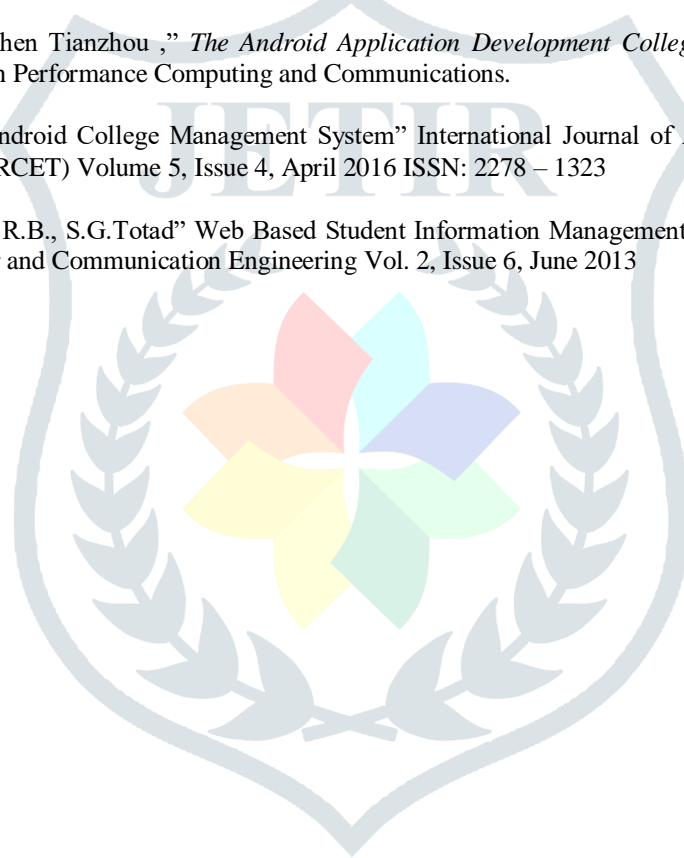 hen Tianzhou ,” The Android Application Development Colleg
n Performance Computing and Communications.
JETIR
ndroid College Management System” International Journal of
RCET) Volume 5, Issue 4, April 2016 ISSN: 2278 – 1323
R.B., S.G.Totad” Web Based Student Information Management
and Communication Engineering Vol. 2, Issue 6, June 2013